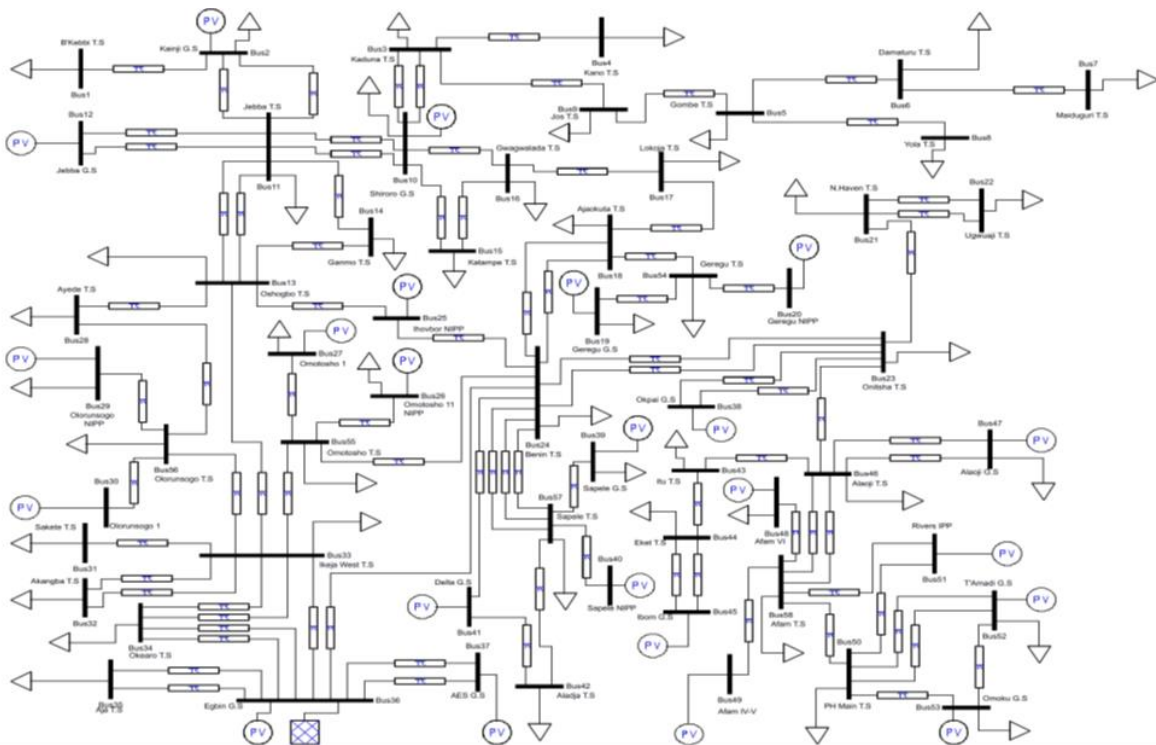 PV
Kainji G.S
Bus2
B'Kebbi T.S
Bus1
Bus3
Kaduna T.S
Bus4
Kano T.S
Damaturu T.S
Bus6
Bus7
Maiduguri T.S
Gombe T.S
Bus5
Bus9
Jos T.S
Bus8
Yola T.S
Bus12
PV
Jebba G.S
Jebba T.S
Bus11
PV
Bus10
Shiroro G.S
Gwagwalada T.S
Bus16
Lokoja T.S
Bus17
Bus14
Ganmo T.S
Bus15
Katampe T.S
N.Haven T.S
Bus21
Bus22
Ugwuaji T.S
Ajaokuta T.S
Bus18
Geregu T.S
Bus54
PV
Bus20
Geregu NIPP
PV
Bus19
Geregu G.S
Bus13
Oshogbo T.S
PV
Bus25
Ihovbor NIPP
Ayede T.S
Bus28
PV
Bus29
Olorunsogo
NIPP
Bus27
Omotosho 1
PV
PV
Bus26
Omotosho 11
NIPP
Bus24
Benin T.S
Bus23
Onitsha T.S
Okpai G.S
Bus38
PV
Bus56
Olorunsogo T.S
Bus55
Omotosho T.S
PV
Bus30
Olorunsogo 1
Bus39
PV
Sapele G.S
Bus57
Sapele T.S
Bus40
PV
Sapele NIPP
Bus43
Itu T.S
Bus46
Alaoji T.S
Bus47
PV
Alaoji G.S
PV
Bus48
Afam VI
Eket T.S
Bus44
Ibom G.S
Bus45
PV
Rivers IPP
PV
Bus51
Bus58
Afam T.S
T'Amadi G.S
PV
Bus52
Sakete T.S
Bus31
Bus33
Ikeja West T.S
Akangba T.S
Bus32
Bus34
Okearo T.S
Delta G.S
PV
Bus41
Bus42
Aladja T.S
Bus50
PH Main T.S
Bus49
Afam IV-V
PV
Omoku G.S
Bus53
PV
Bus35
Aja T.S
Egbin G.S
Bus36
PV
Bus37
AES G.S
PV